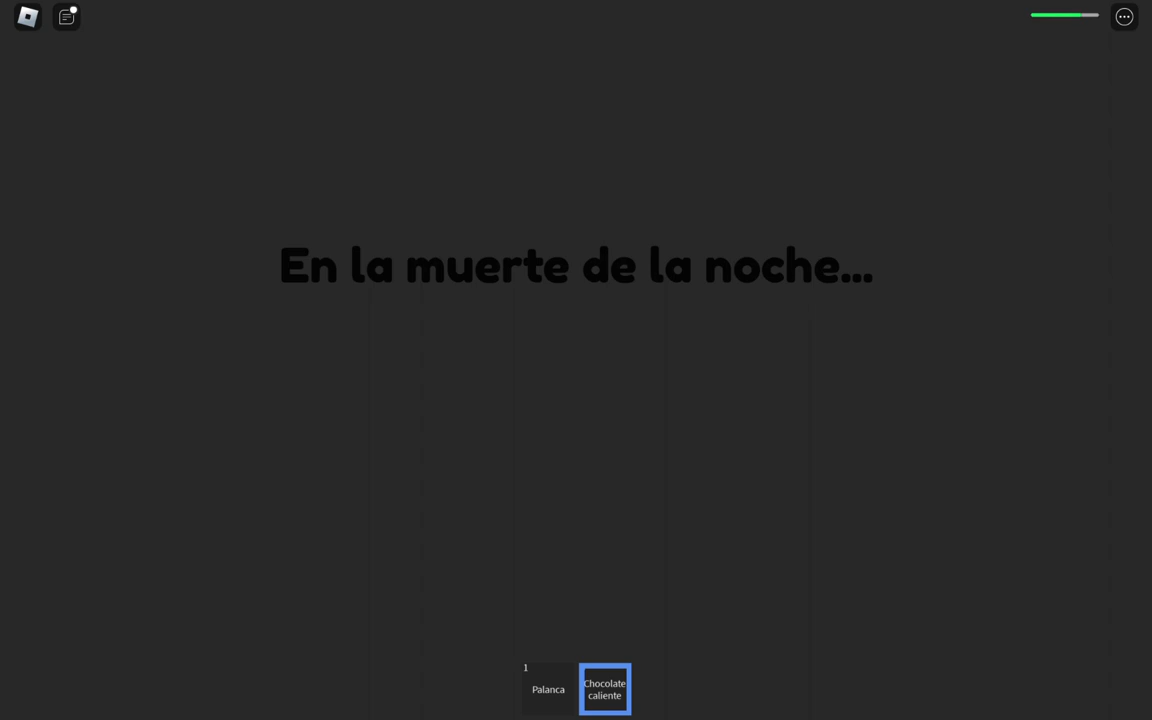 En la muerte de la noche...
1
Palanca
Chocolate
caliente